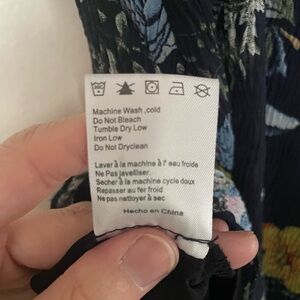 Machine Wash ,cold
Do Not Bleach
Tumble Dry Low
Iron Low
Do Not Dryclean
Laver à la machine à l' eau froide
Ne Pas javelliser.
Secher à la machine cycle doux
Repasser au fer froid
Ne pas nettoyer à sec
Hecho en China